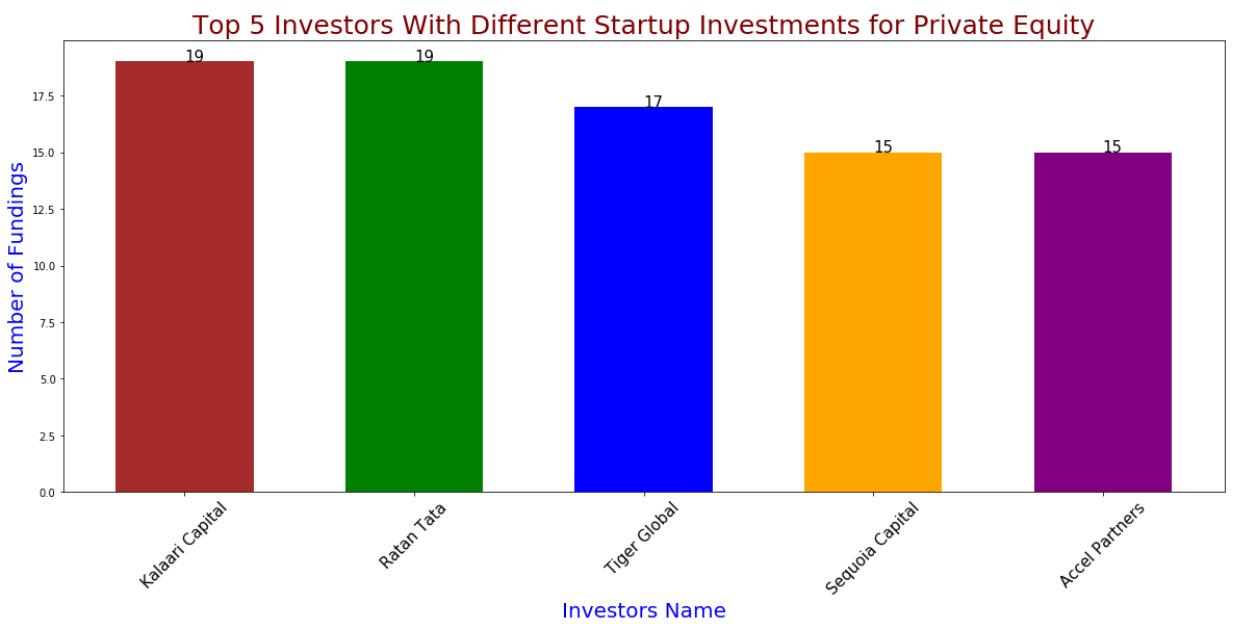 Top 5 Investors With Different Startup Investments for Private Equity
19
19
17
15
15
17.5
15.0
12.5
10.0
7.5
5.0
2.5
0.0
Number of Fundings
Kalaari Capital
Ratan Tata
Tiger Global
Sequoia Capital
Accel Partners
Investors Name